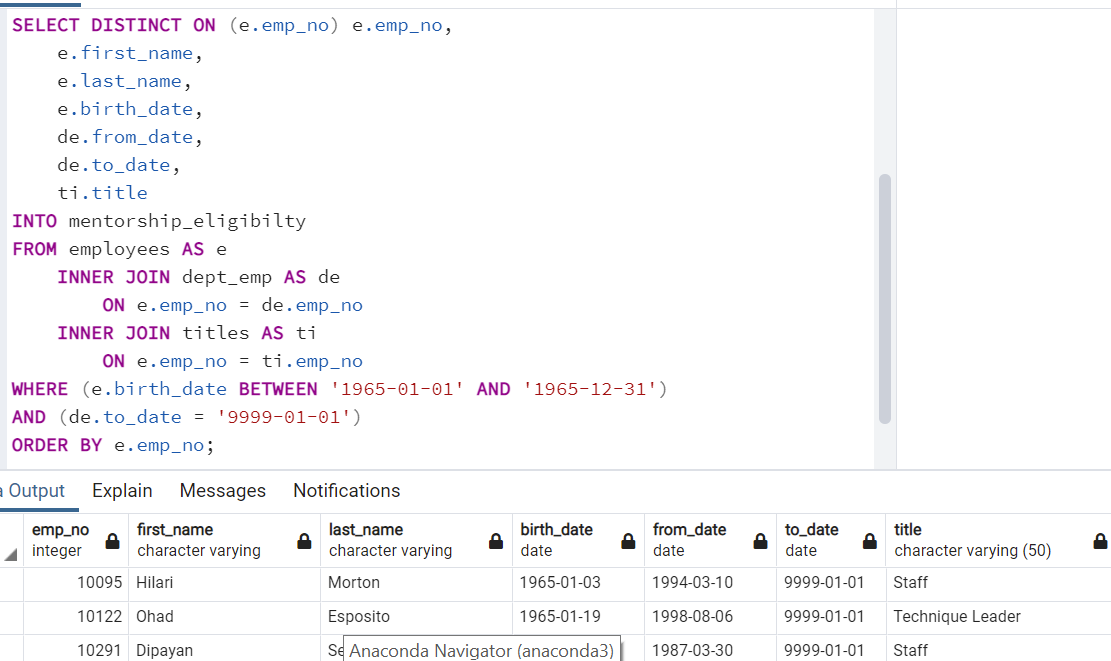 SELECT DISTINCT ON (e.emp_no) e.emp_no,
e.first_name,
e.last_name,
e.birth_date,
de.from_date,
de.to_date,
ti.title
INTO mentorship_eligibilty
FROM employees AS e
INNER JOIN dept_emp AS de
ON e.emp_no = de.emp_no
INNER JOIN titles AS ti
ON e.emp_no = ti.emp_no
WHERE (e.birth_date BETWEEN '1965-01-01' AND '1965-12-31')
AND (de.to_date = '9999-01-01')
ORDER BY e.emp_no;
Output Explain Messages Notifications
emp_no first_name last_name birth_date from_date to_date title
integer character varying character varying date date date character varying (50)
10095 Hilari Morton 1965-01-03 1994-03-10 9999-01-01 Staff
10122 Ohad Esposito 1965-01-19 1998-08-06 9999-01-01 Technique Leader
10291 Dipayan Anaconda Navigator (anaconda3) 1987-03-30 9999-01-01 Staff